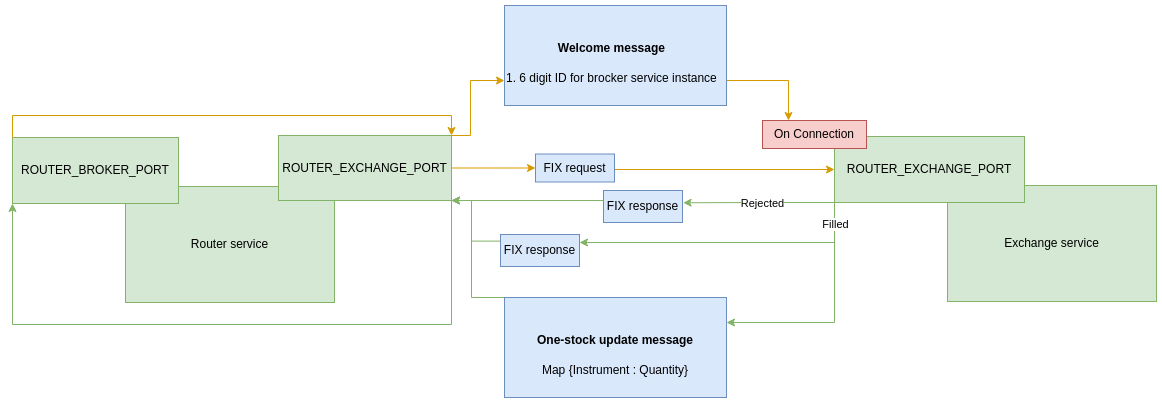 Welcome message
1. 6 digit ID for brocker service instance
On Connection
ROUTER_BROKER_PORT
ROUTER_EXCHANGE_PORT
FIX request
ROUTER_EXCHANGE_PORT
FIX response
Rejected
Filled
Router service
FIX response
Exchange service
One-stock update message
Map {Instrument : Quantity}